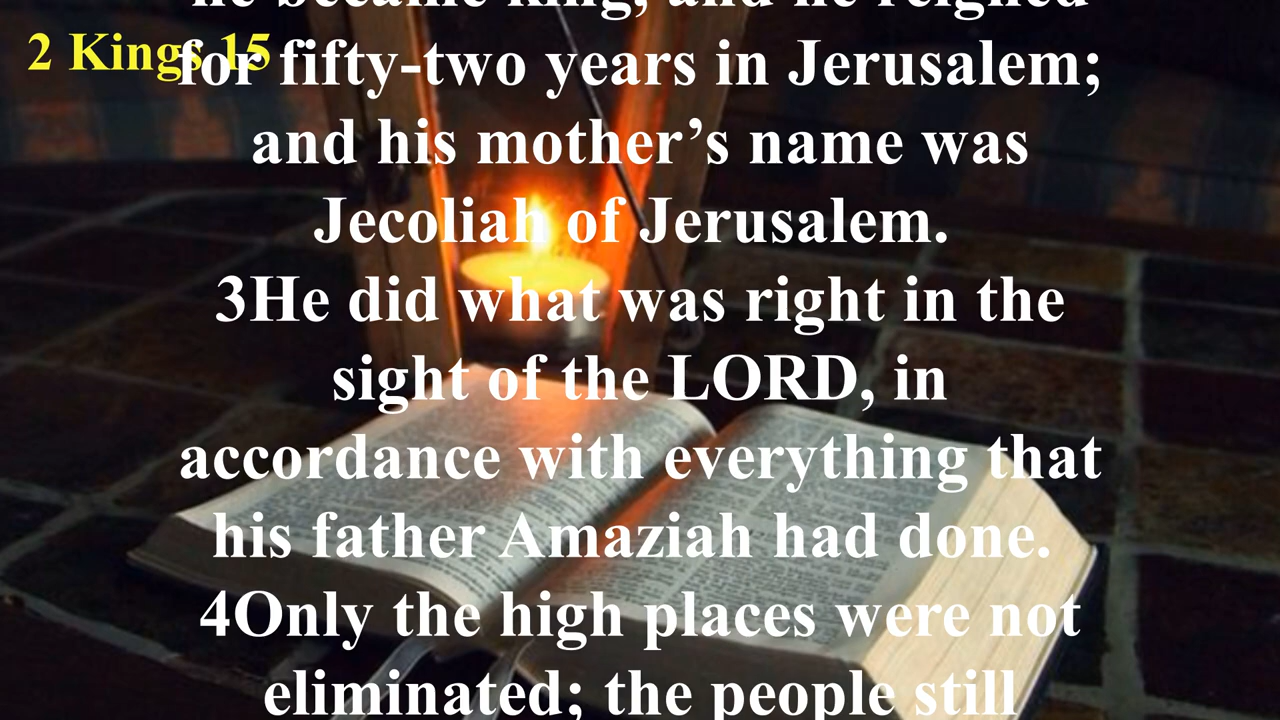 he became king, and he reigned
2 Kings 15
for fifty-two years in Jerusalem;
and his mother’s name was
Jecoliah of Jerusalem.
3He did what was right in the
sight of the LORD, in
accordance with everything that
his father Amaziah had done.
4Only the high places were not
eliminated; the people still